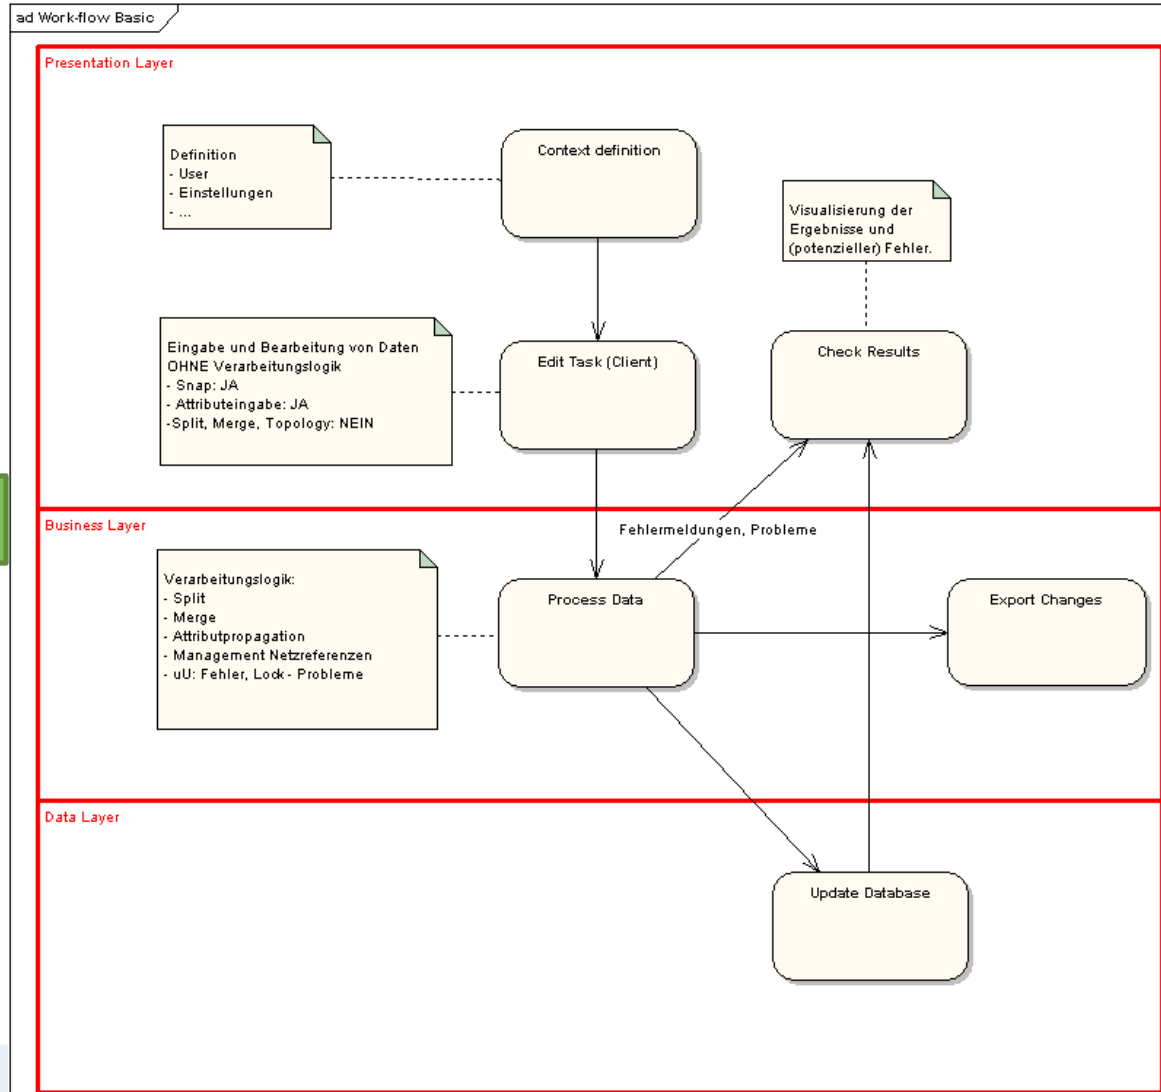 ad Work-flow Basic
Presentation Layer
Definition
- User
- Einstellungen
- ...
Context definition
Visualisierung der
Ergebnisse und
(potenzieller) Fehler.
Eingabe und Bearbeitung von Daten
OHNE Verarbeitungslogik
- Snap: JA
- Attributeingabe: JA
-Split, Merge, Topology: NEIN
Edit Task (Client)
Check Results
Business Layer
Fehlermeldungen, Probleme
Verarbeitungslogik:
- Split
- Merge
- Attributpropagation
- Management Netzreferenzen
- uU: Fehler, Lock - Probleme
Process Data
Export Changes
Data Layer
Update Database